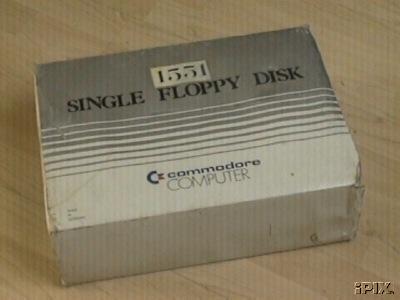 1551
SINGLE FLOPPY DISK
commodore
COMPUTER
iPIX